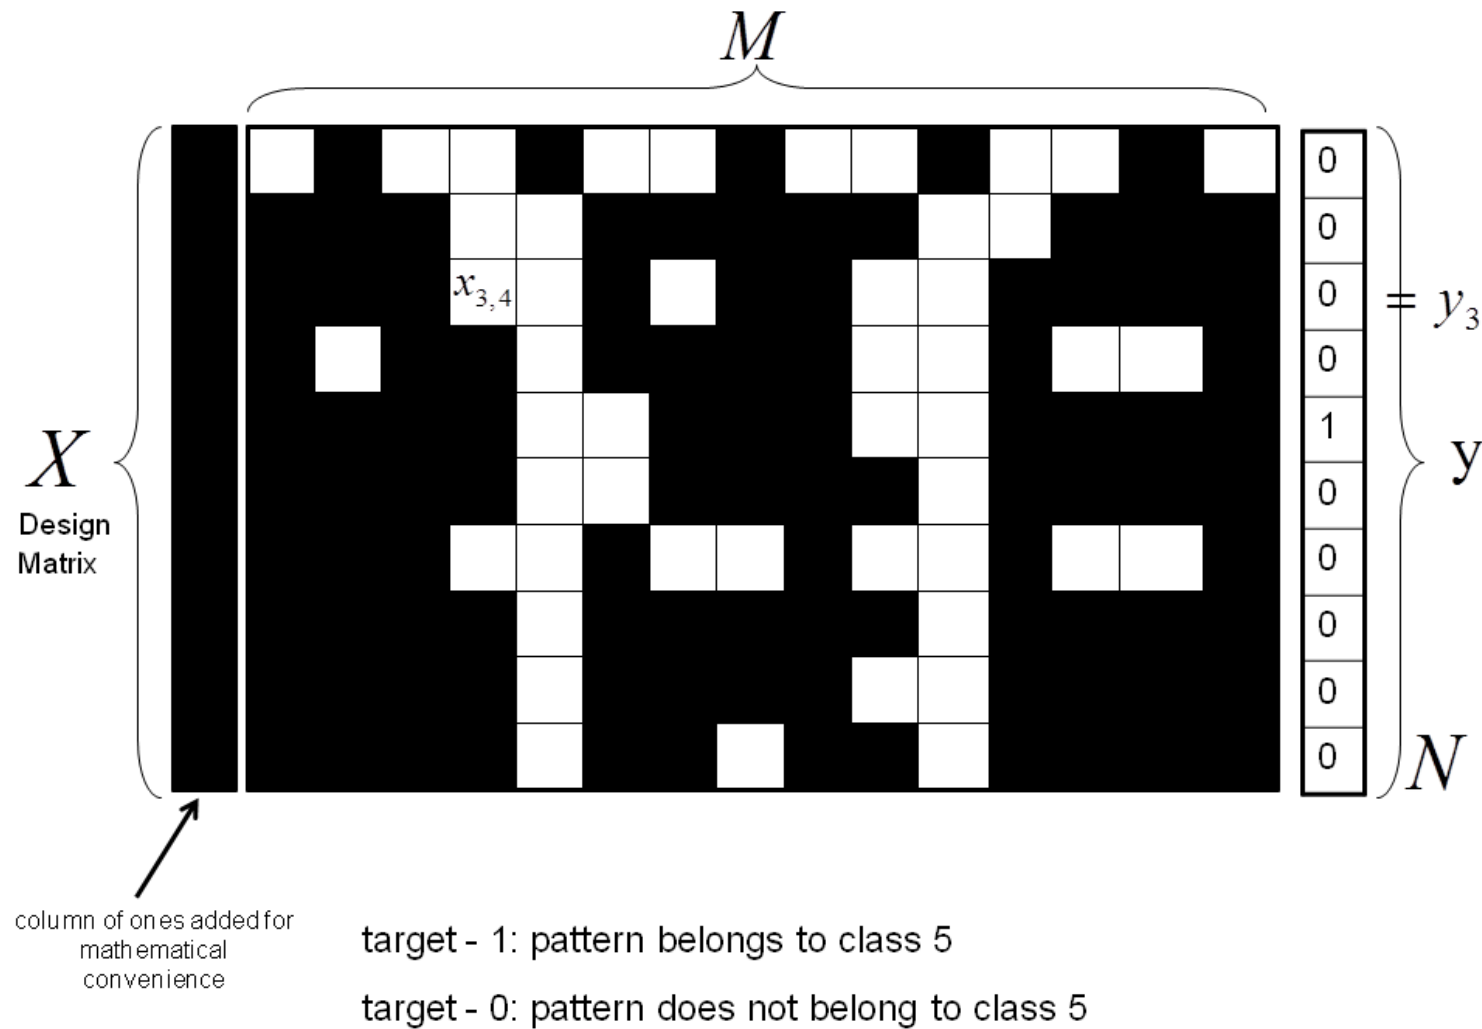 M
x3,4
0
0
0
0
1
0
0
0
0
0
= y3
X
Design
Matrix
y
N
column of ones added for
mathematical
convenience
target - 1: pattern belongs to class 5
target - 0: pattern does not belong to class 5